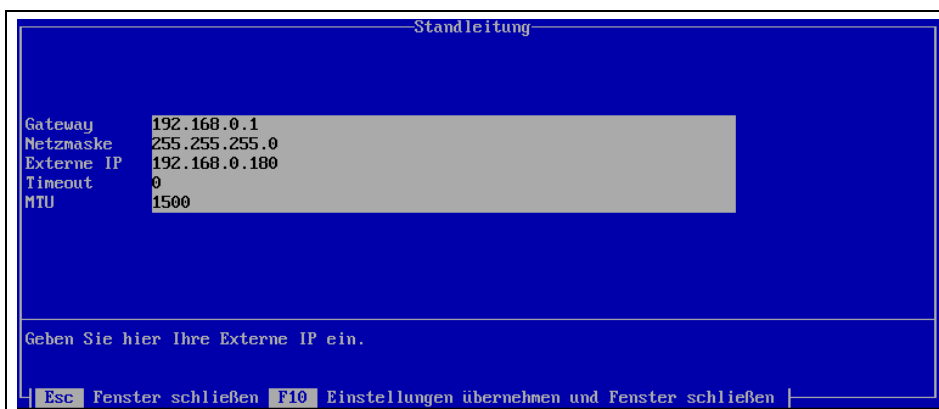 Standleitung
Gateway 192.168.0.1
Netzmaske 255.255.255.0
Externe IP 192.168.0.180
Timeout 0
MTU 1500
Geben Sie hier Ihre Externe IP ein.
Esc Fenster schließen F10 Einstellungen übernehmen und Fenster schließen